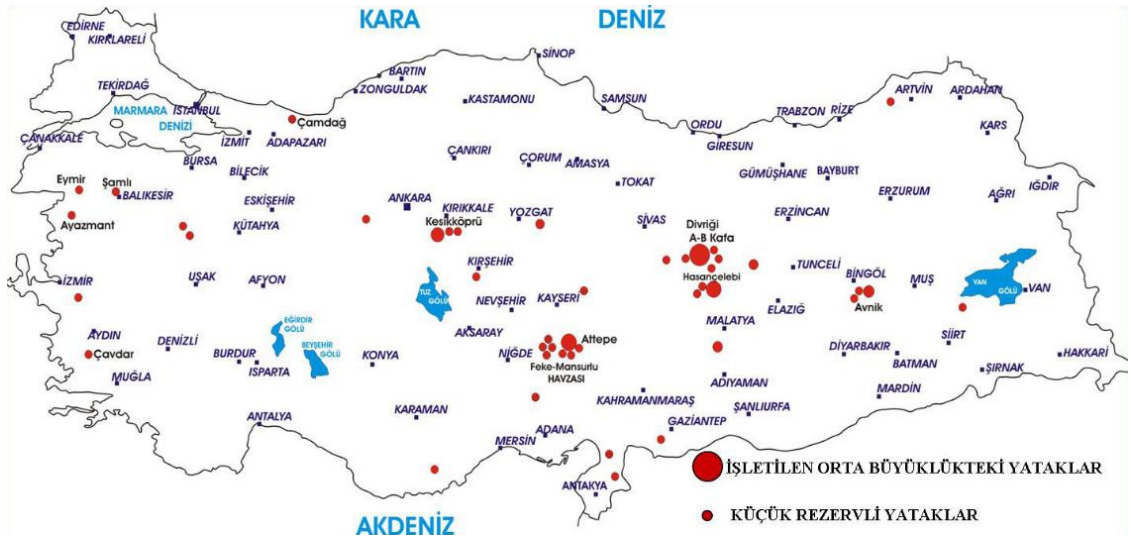 KARA DENİZ
EDİRNE
KIRKLARELİ
SİNOP
BARTIN
ZONGULDAK
KASTAMONU
TEKİRDAĞ
İSTANBUL
MARMARA
DENİZİ
SAMSUN
ARTVİN
ARDAHAN
Çamdağ
TRABZON
RİZE
ORDU
GİRESUN
KARS
ÇANAKKALE
İZMİT
ADAPAZARI
BURSA
BİLECİK
ÇANKIRI
ÇORUM
AMASYA
GÜMÜŞHANE
BAYBURT
Eymir
Şamlı
BALIKESİR
TOKAT
ERZURUM
AĞRI
IĞDIR
ESKİŞEHİR
ANKARA
KIRIKKALE
Kesikköprü
YOZGAT
SİVAS
Divriği
A-B Kafa
ERZİNCAN
Ayazmant
KÜTAHYA
Hasançelebi
TUNCELİ
BİNGÖL
MUŞ
VAN
GÖLÜ
VAN
İZMİR
UŞAK
AFYON
KIRŞEHİR
TUZ
GÖLÜ
NEVŞEHİR
KAYSERİ
ELAZIĞ
Avnik
EĞİRDİR
GÖLÜ
BEYŞEHİR
GÖLÜ
AKSARAY
MALATYA
SİİRT
AYDIN
DENİZLİ
Çavdar
BURDUR
ISPARTA
KONYA
NİĞDE
Attepe
Feke-Mansurlu
HAVZASI
DİYARBAKIR
BATMAN
HAKKARİ
ŞIRNAK
MUĞLA
ADIYAMAN
MARDİN
KAHRAMANMARAŞ
ANTALYA
KARAMAN
GAZİANTEP
ŞANLIURFA
MERSİN
ADANA
ANTAKYA
İŞLETİLEN ORTA BÜYÜKLÜKTEKİ YATAKLAR
KÜÇÜK REZERVLİ YATAKLAR
AKDENİZ